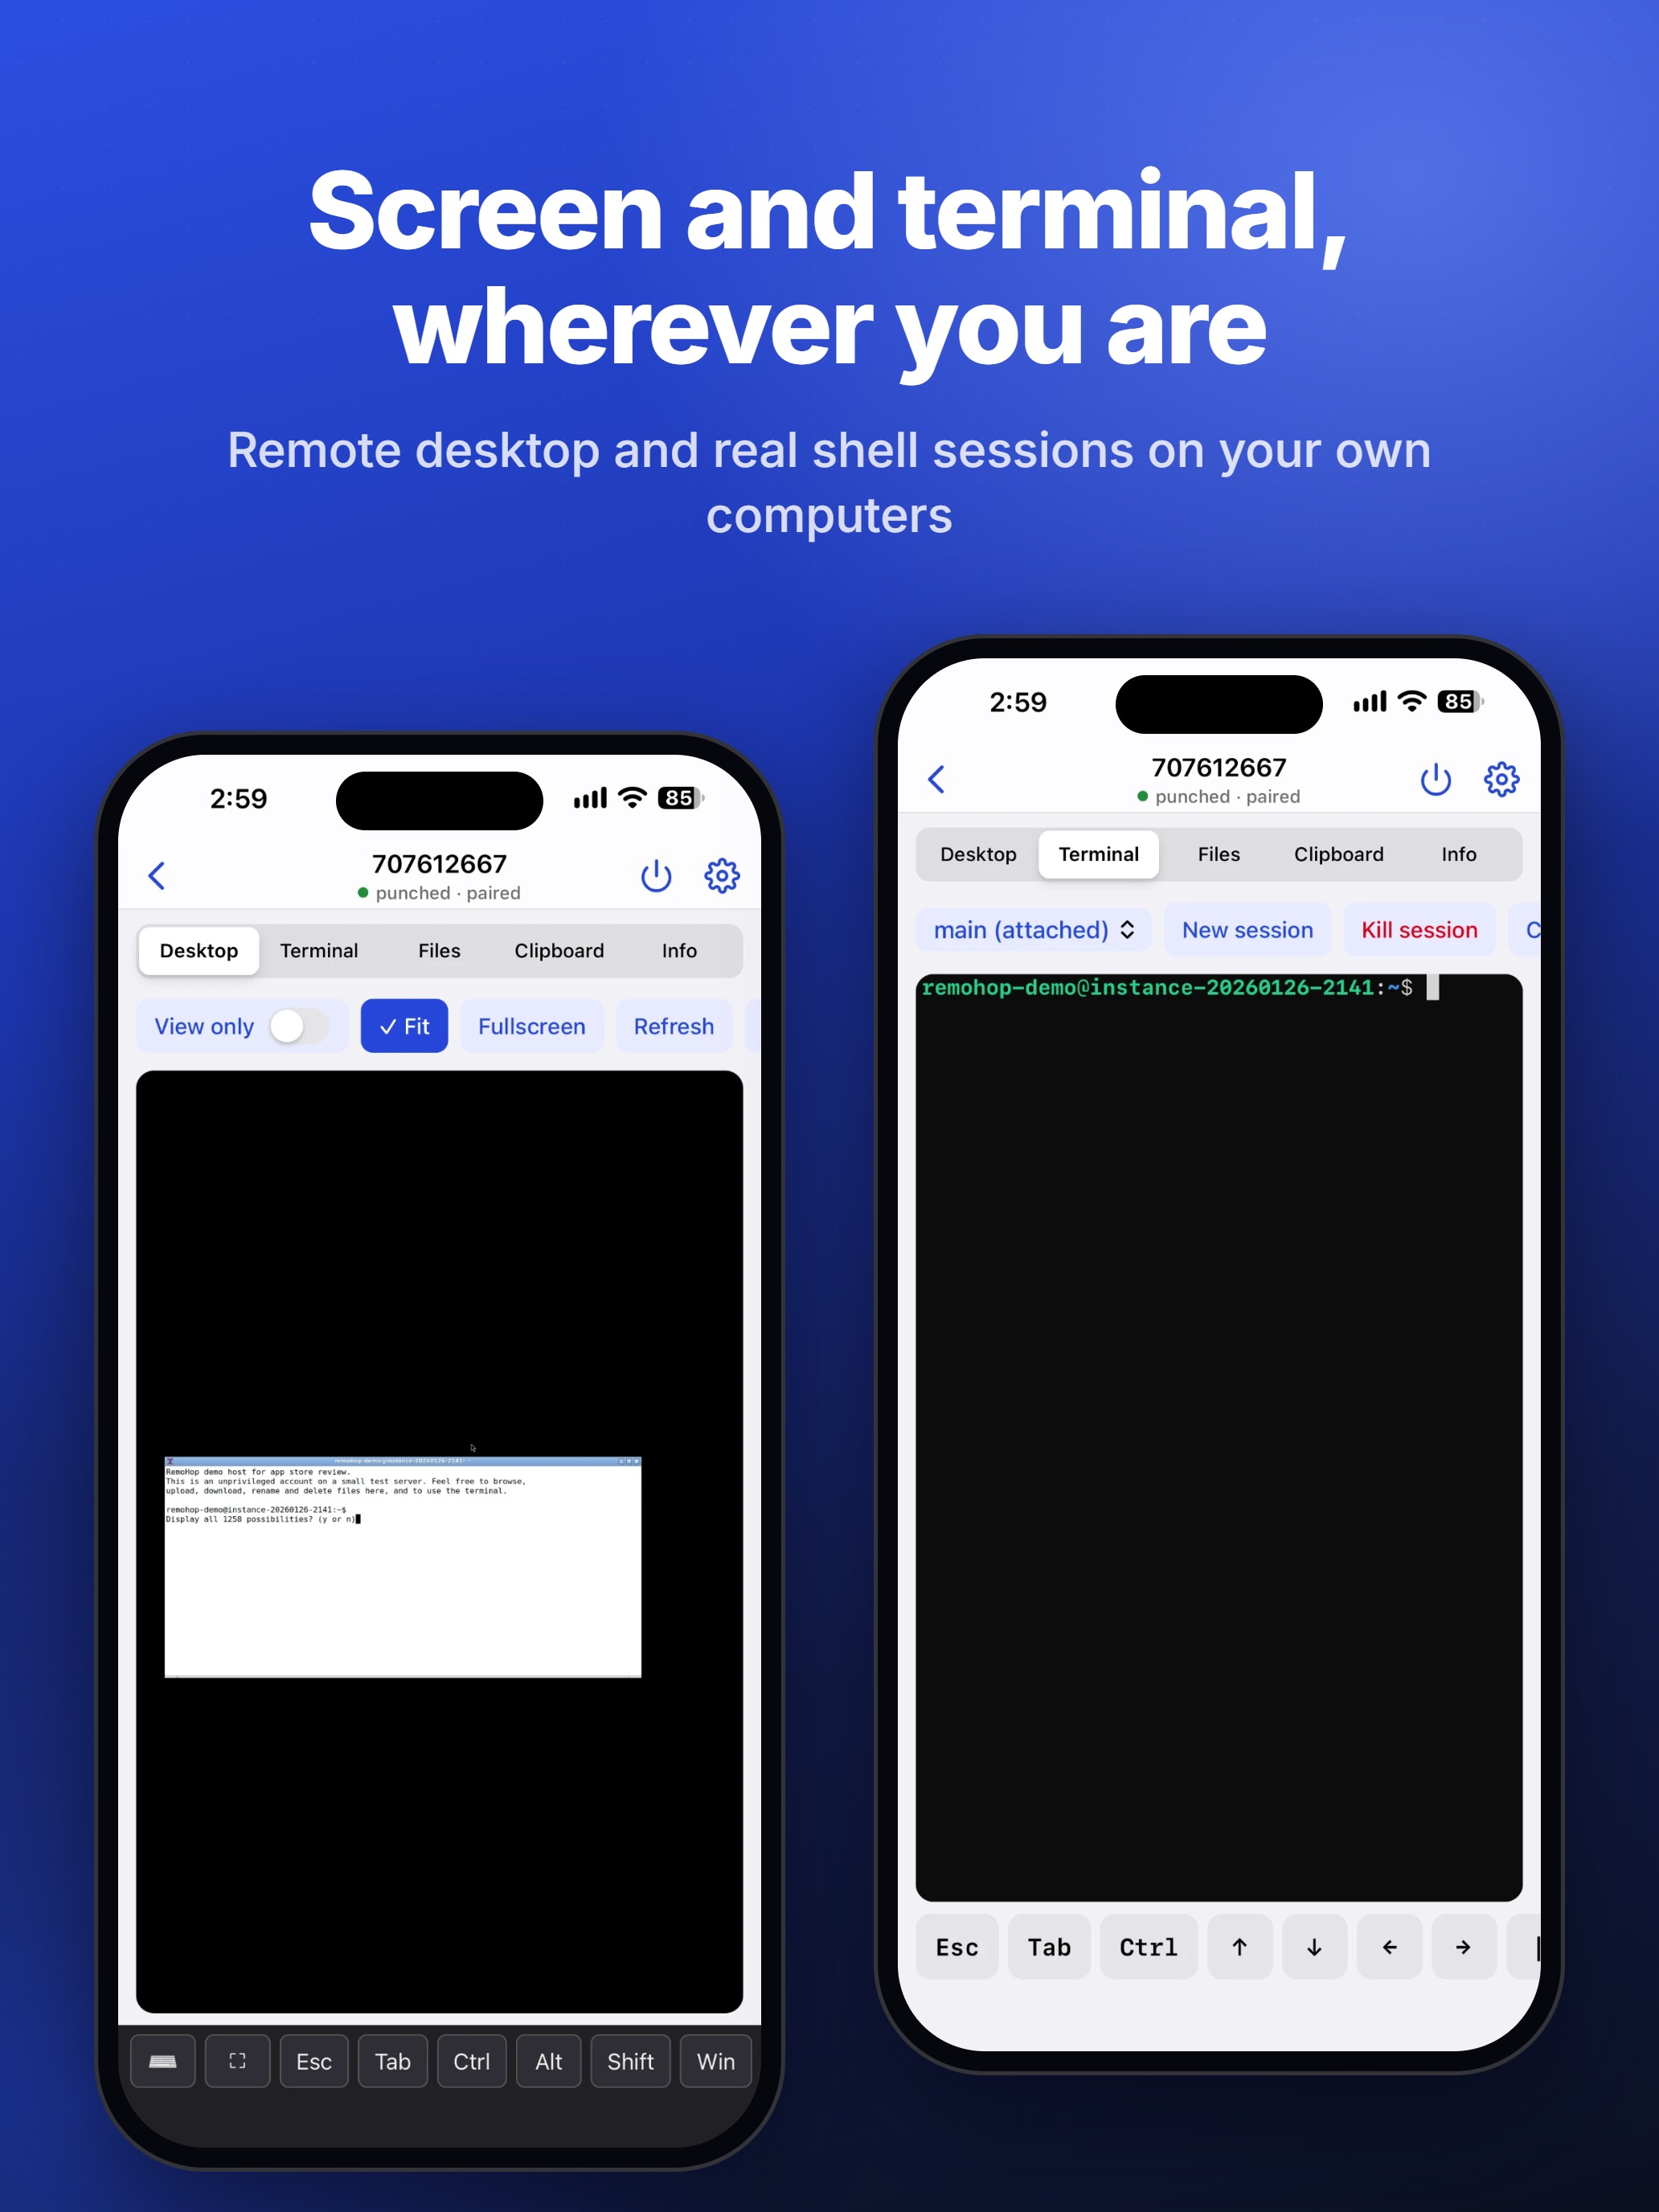 Screen and terminal,
wherever you are
Remote desktop and real shell sessions on your own
computers
2:59
85
707612667
punched · paired
Desktop
Terminal
Files
Clipboard
Info
View only
✓ Fit
Fullscreen
Refresh
remohop-demo@instance-20260126-2141: ~
RemoHop demo host for app store review.
This is an unprivileged account on a small test server. Feel free to browse,
upload, download, rename and delete files here, and to use the terminal.
remohop-demo@instance-20260126-2141:~$
Display all 1258 possibilities? (y or n)
Esc
Tab
Ctrl
Alt
Shift
Win
2:59
85
707612667
punched · paired
Desktop
Terminal
Files
Clipboard
Info
main (attached)
New session
Kill session
C
remohop-demo@instance-20260126-2141:~$
Esc
Tab
Ctrl
↑
↓
←
→
|